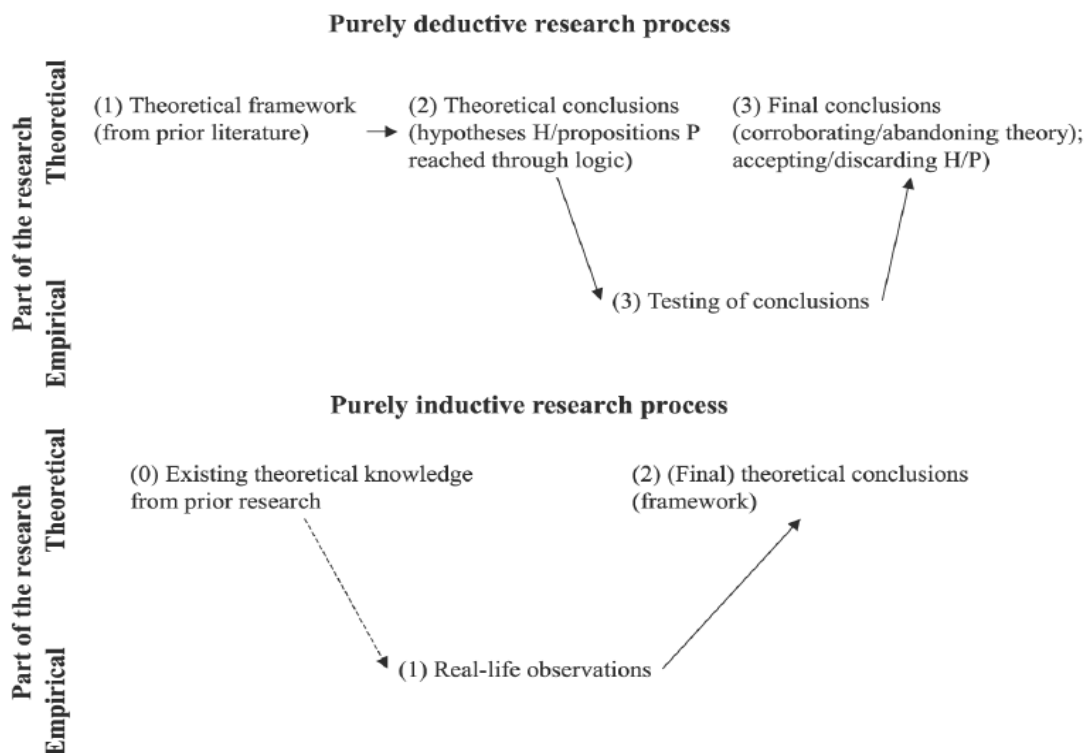 Purely deductive research process
Part of the research
Theoretical
Empirical
(1) Theoretical framework
(from prior literature)
(2) Theoretical conclusions
(hypotheses H/propositions P
reached through logic)
(3) Final conclusions
(corroborating/abandoning theory);
accepting/discarding H/P)
(3) Testing of conclusions
Purely inductive research process
Part of the research
Theoretical
Empirical
(0) Existing theoretical knowledge
from prior research
(2) (Final) theoretical conclusions
(framework)
(1) Real-life observations